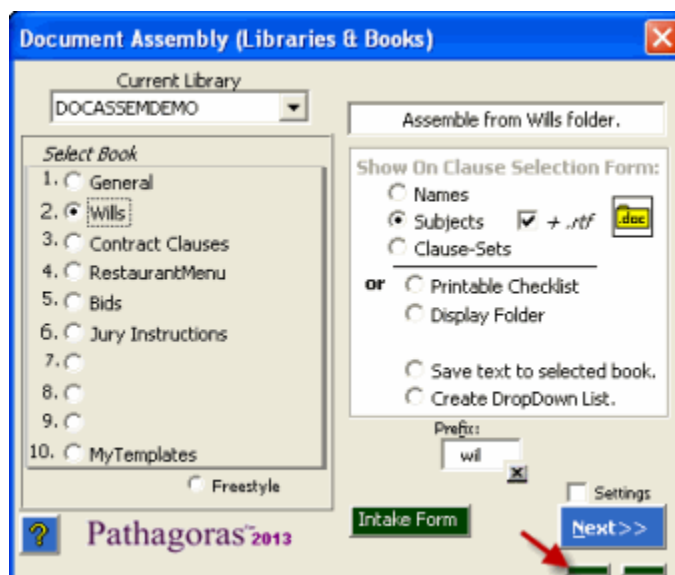 Document Assembly (Libraries & Books)
Current Library
DOCASSEMDEMO
Assemble from Wills folder.
Select Book
1. General
2. Wills
3. Contract Clauses
4. RestaurantMenu
5. Bids
6. Jury Instructions
7.
8.
9.
10. MyTemplates
Freestyle
Show On Clause Selection Form:
Names
Subjects + .rtf .doc
Clause-Sets
or Printable Checklist
Display Folder
Save text to selected book.
Create DropDown List.
Prefix:
wil
x
Settings
? Pathagoras™2013
Intake Form
Next>>